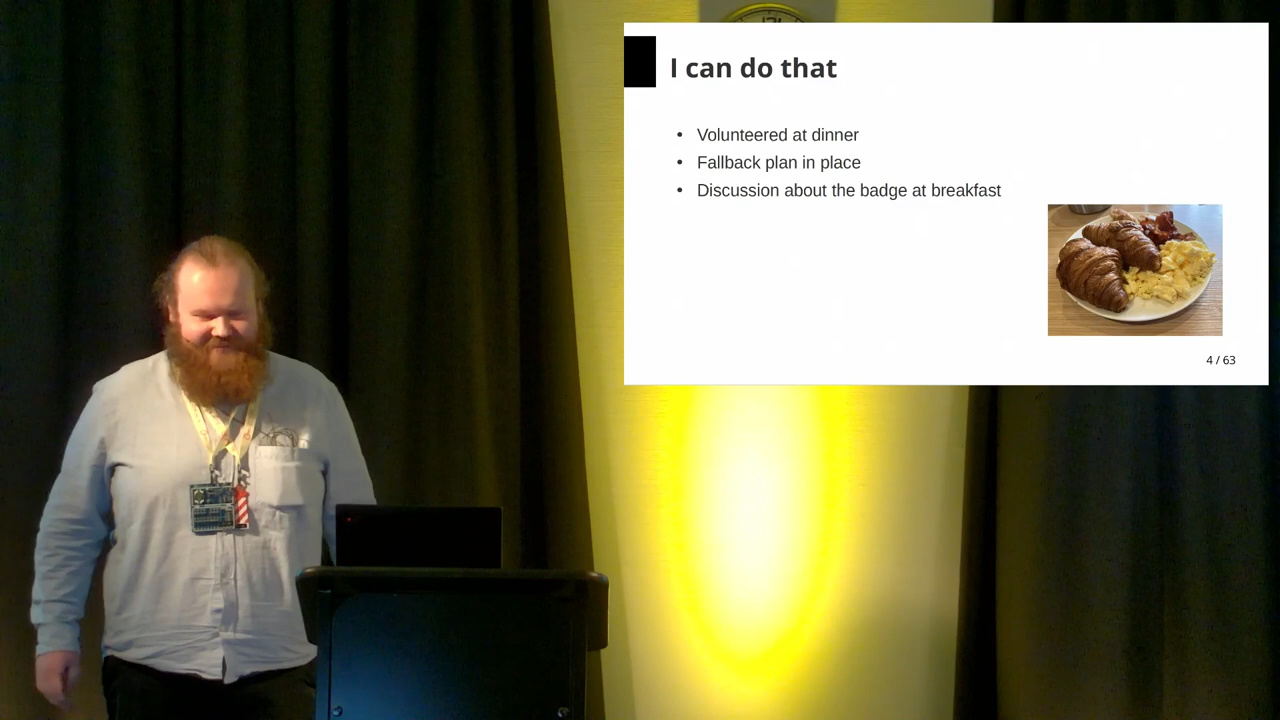 I can do that
• Volunteered at dinner
• Fallback plan in place
• Discussion about the badge at breakfast
4 / 63